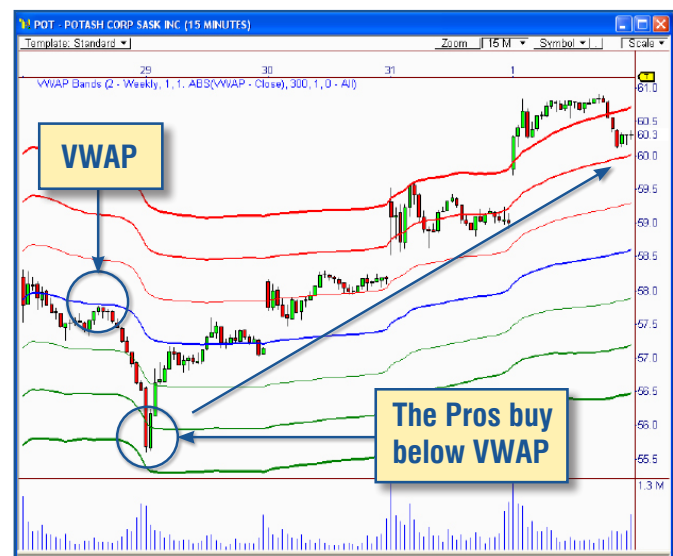 POT - POTASH CORP SASK INC (15 MINUTES)
Template: Standard Zoom 15 M Symbol . Scale
29 30 31 1
VWAP Bands (2 - Weekly, 1, 1, ABS(VWAP - Close), 300, 1, 0 - All)
T
61.0
60.5
60.3
60.0
59.5
59.0
58.5
58.0
57.5
57.0
56.5
56.0
55.5
1.3 M
VWAP
The Pros buy
below VWAP